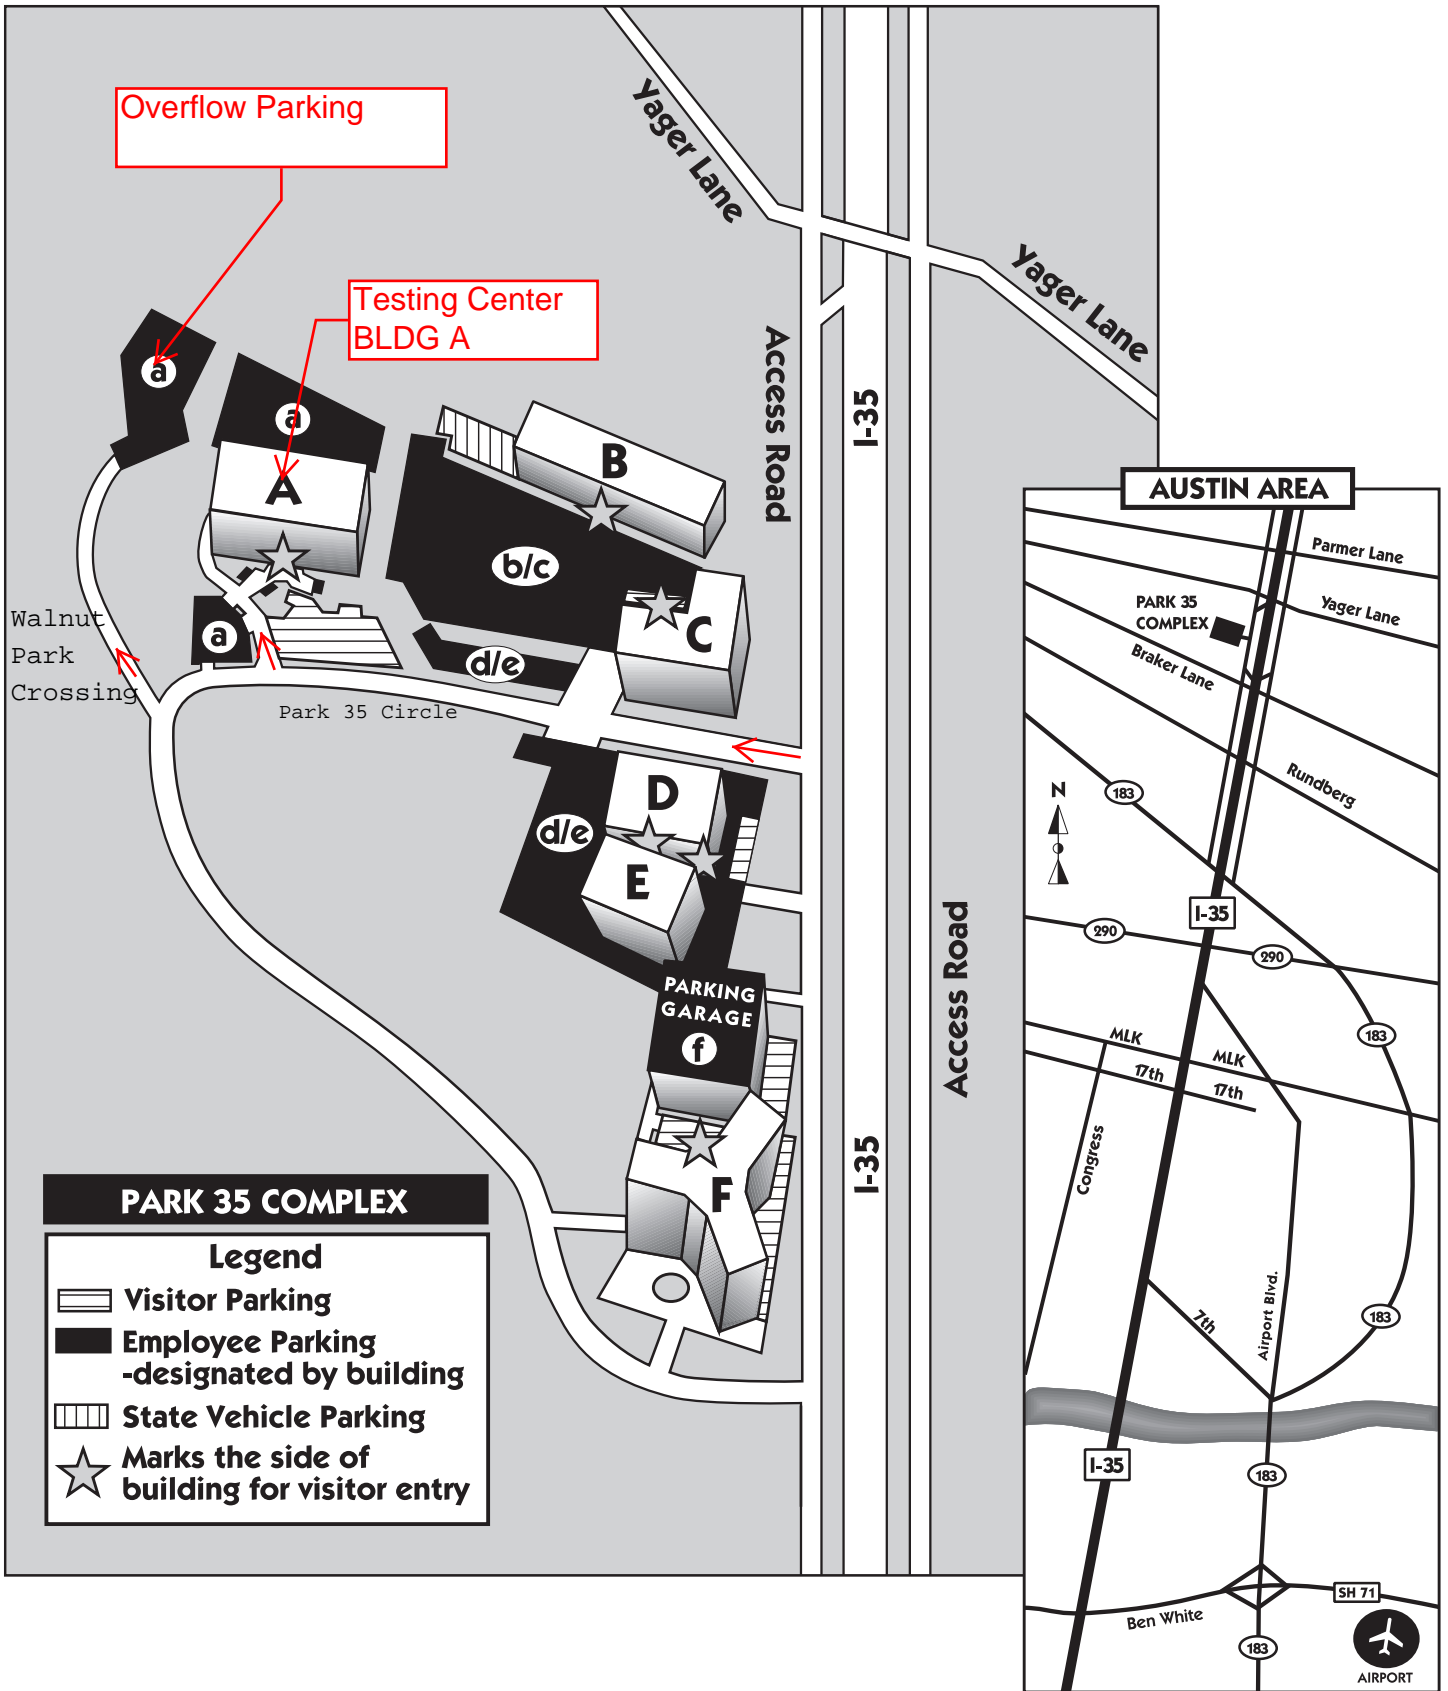 Overflow Parking
Testing Center
BLDG A
Yager Lane
Yager Lane
Access Road
I-35
a
a
A
B
b/c
C
a
d/e
Walnut
Park
Crossing
Park 35 Circle
D
d/e
E
PARKING
GARAGE
f
F
Access Road
I-35
PARK 35 COMPLEX
Legend
Visitor Parking
Employee Parking
-designated by building
State Vehicle Parking
Marks the side of
building for visitor entry
AUSTIN AREA
Parmer Lane
PARK 35
COMPLEX
Yager Lane
Braker Lane
Rundberg
N
183
I-35
290
290
183
MLK
MLK
17th
17th
Congress
7th
Airport Blvd.
183
I-35
183
SH 71
Ben White
183
AIRPORT